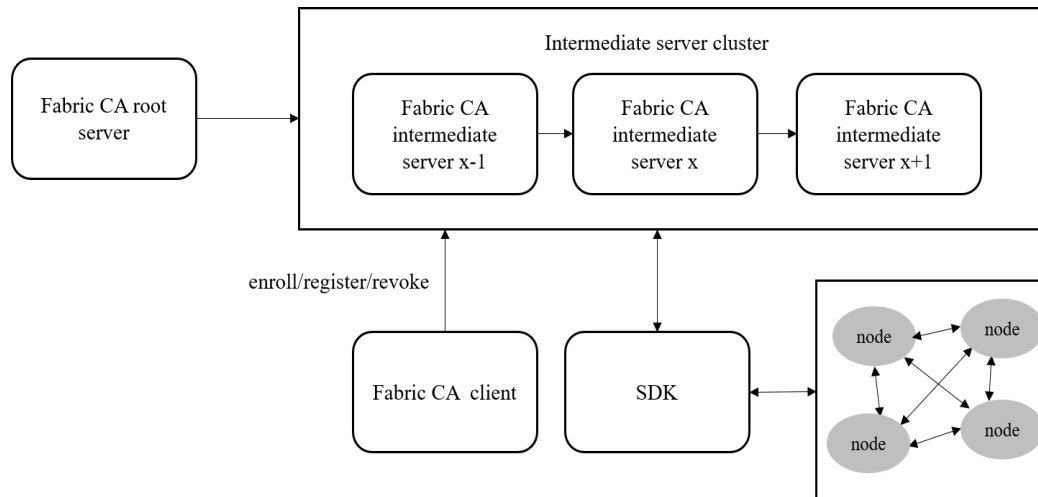 Intermediate server cluster
Fabric CA root
server
Fabric CA
intermediate
server x-1
Fabric CA
intermediate
server x
Fabric CA
intermediate
server x+1
enroll/register/revoke
Fabric CA client
SDK
node
node
node
node